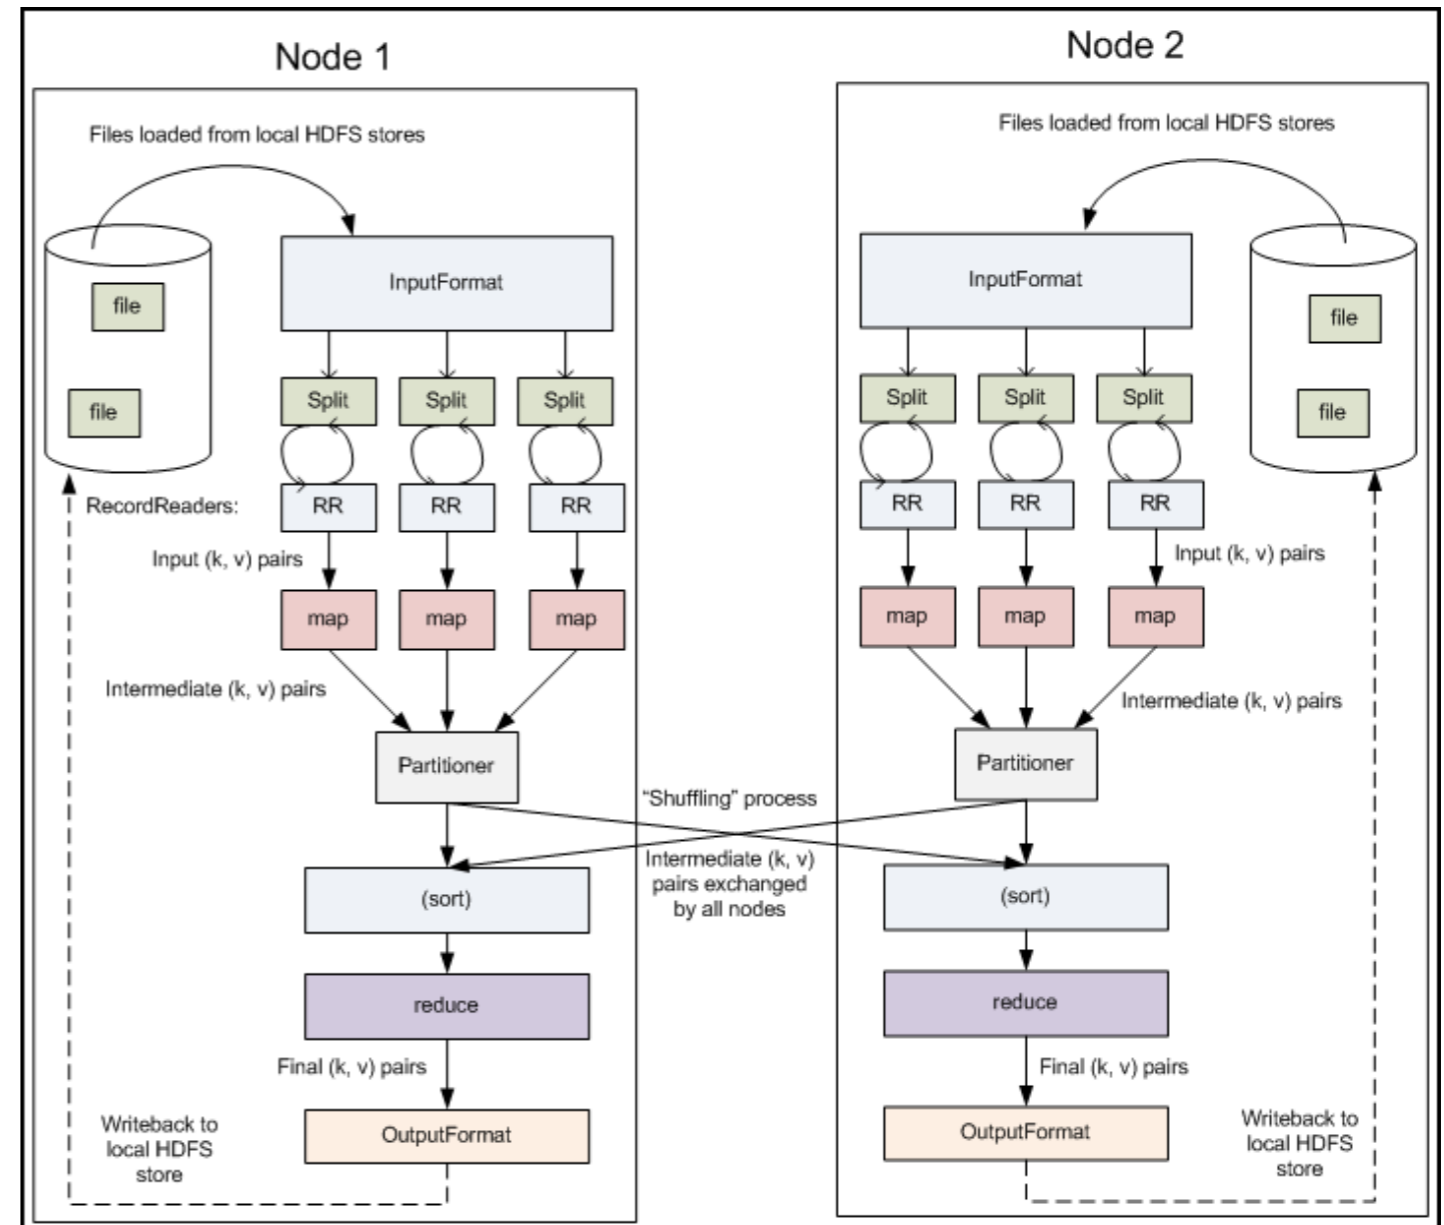 Node 1
Files loaded from local HDFS stores
file
file
InputFormat
Split Split Split
RecordReaders:
RR RR RR
Input (k, v) pairs
map map map
Intermediate (k, v) pairs
Partitioner
(sort)
reduce
Final (k, v) pairs
OutputFormat
Writeback to
local HDFS
store
“Shuffling” process
Intermediate (k, v)
pairs exchanged
by all nodes
Node 2
Files loaded from local HDFS stores
InputFormat
file
file
Split Split Split
RR RR RR
Input (k, v) pairs
map map map
Intermediate (k, v) pairs
Partitioner
(sort)
reduce
Final (k, v) pairs
OutputFormat
Writeback to
local HDFS
store